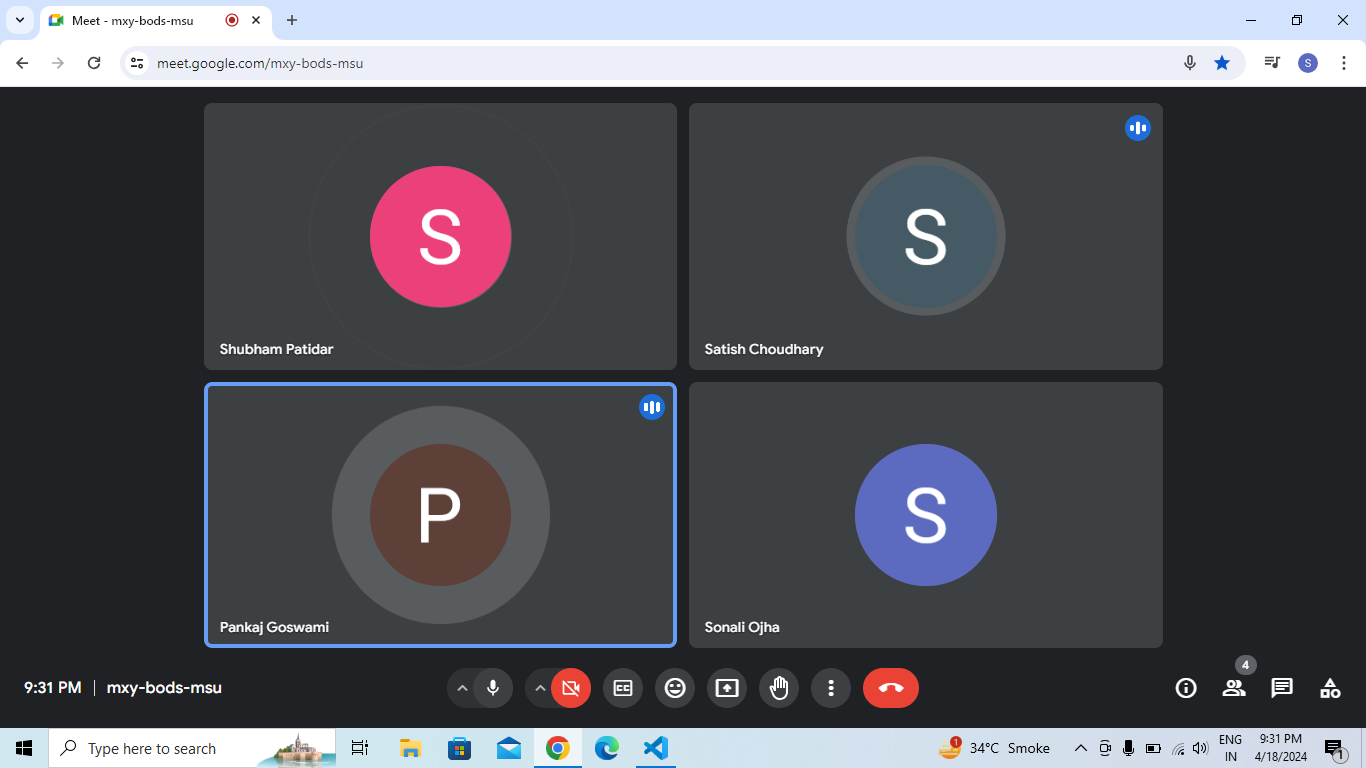 Meet - mxy-bods-msu
meet.google.com/mxy-bods-msu
S
S
S
Shubham Patidar
Satish Choudhary
P
S
Pankaj Goswami
Sonali Ojha
4
9:31 PM | mxy-bods-msu
CC
Type here to search
1
34°C Smoke
ENG
IN
9:31 PM
4/18/2024
1